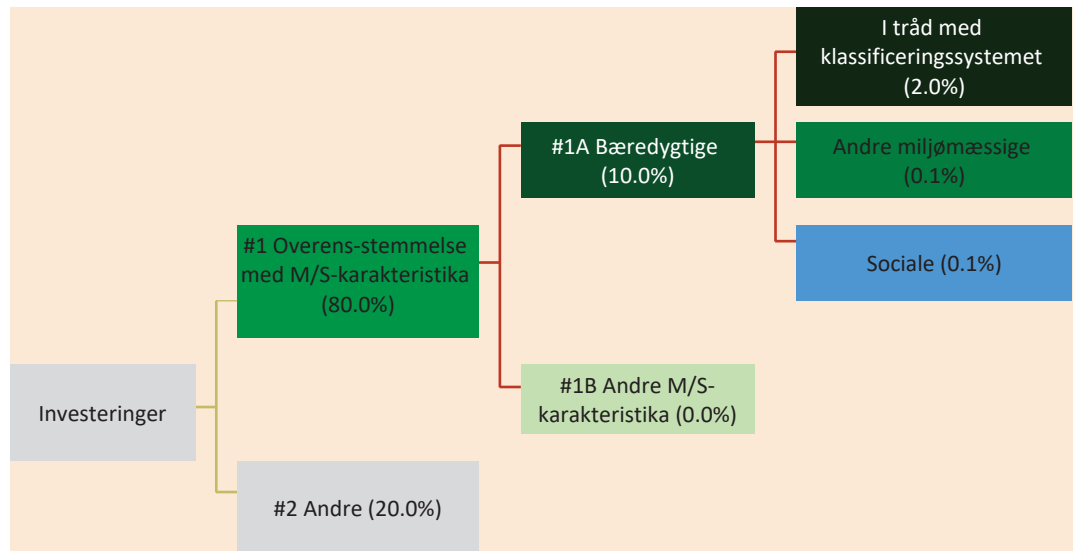 I tråd med
klassificeringssystemet
(2.0%)
#1A Bæredygtige
(10.0%)
Andre miljømæssige
(0.1%)
#1 Overens-stemmelse
med M/S-karakteristika
(80.0%)
Sociale (0.1%)
Investeringer
#1B Andre M/S-
karakteristika (0.0%)
#2 Andre (20.0%)